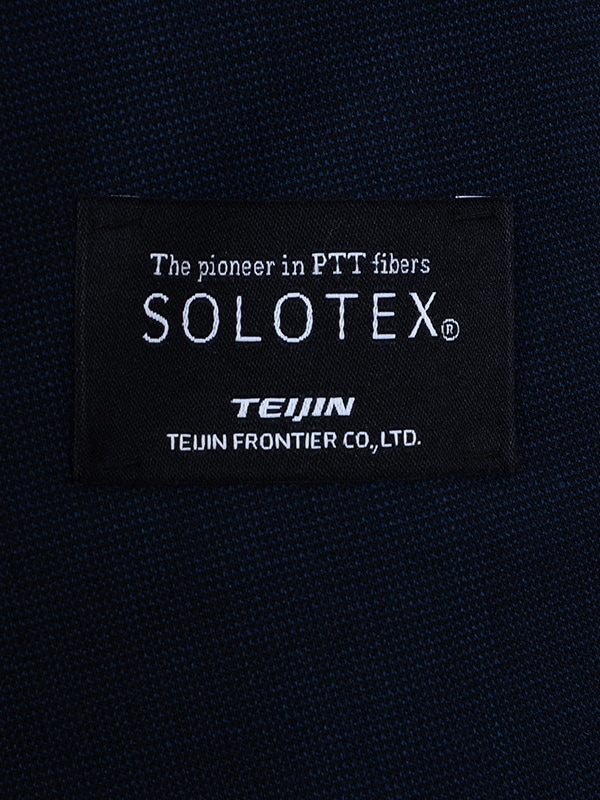 The pioneer in PTT fibers
SOLOTEX®
TEIJIN
TEIJIN FRONTIER CO.,LTD.